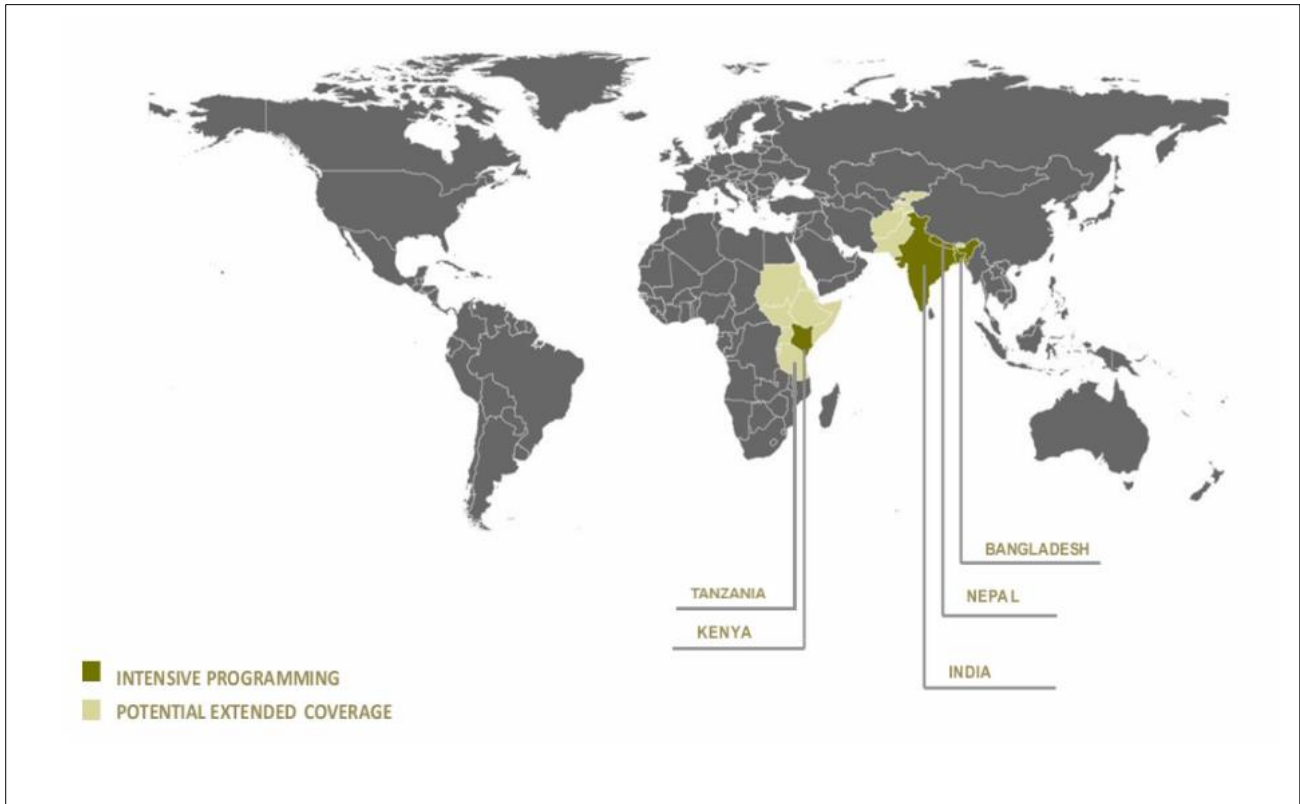 BANGLADESH
TANZANIA
NEPAL
KENYA
INDIA
INTENSIVE PROGRAMMING
POTENTIAL EXTENDED COVERAGE